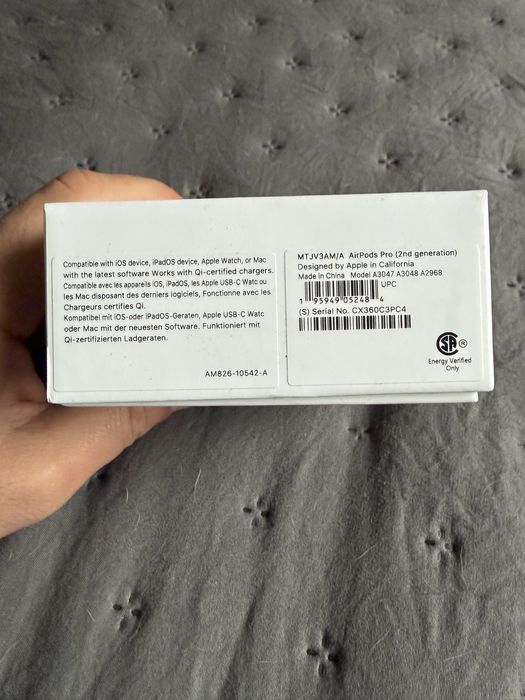 Compatible with iOS device, iPadOS device, Apple Watch, or Mac
with the latest software Works with Qi-certified chargers.
Compatible avec les appareils iOS, iPadOS, les Apple USB-C Watc ou
les Mac disposant des derniers logiciels, Fonctionne avec les
Chargeurs certifies Qi.
Kompatibel mit iOS-oder iPadOS-Geraten, Apple USB-C Watc
oder Mac mit der neuesten Software. Funktioniert mit
Qi-zertifizierten Ladgeraten.
AM826-10542-A
MTJV3AM/A AirPods Pro (2nd generation)
Designed by Apple in California
Made in China Model A3047 A3048 A2968
UPC
1 95949 05248 4
(S) Serial No. CX360C3PC4
SA ®
Energy Verified
Only